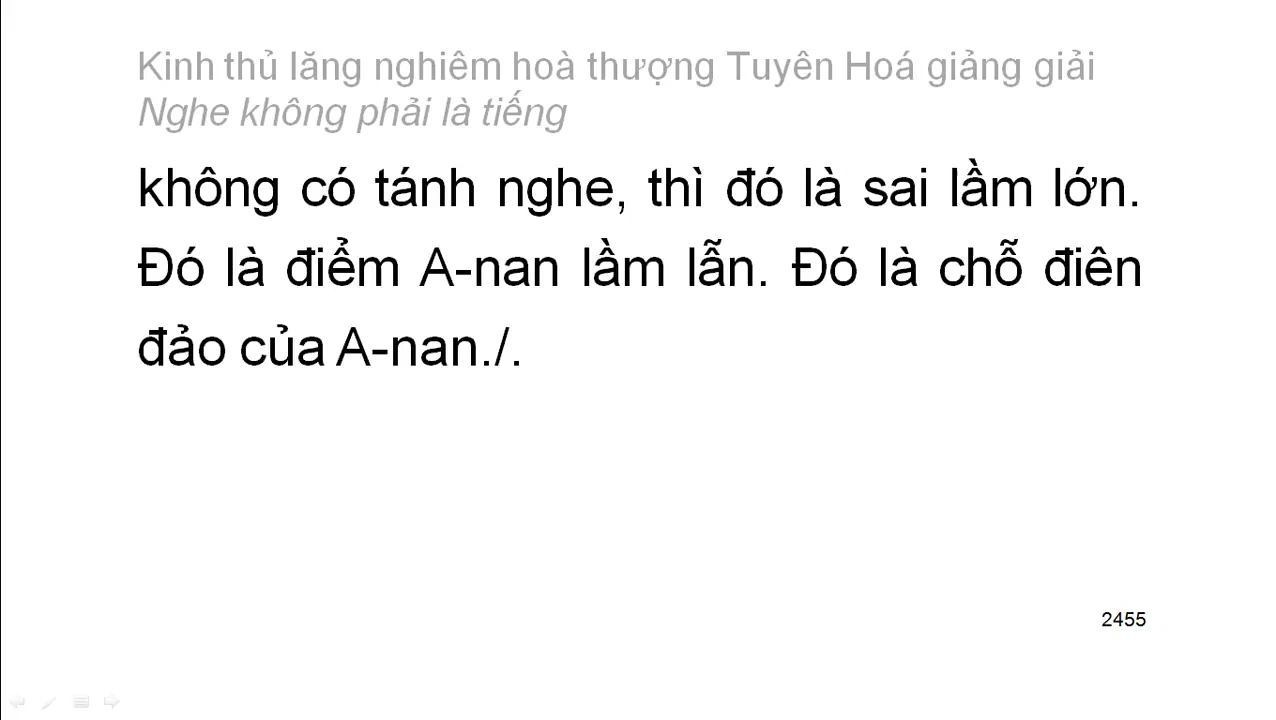 Kinh thủ lăng nghiêm hoà thượng Tuyên Hoá giảng giải
Nghe không phải là tiếng
không có tánh nghe, thì đó là sai lầm lớn.
Đó là điểm A-nan lầm lẫn. Đó là chỗ điên
đảo của A-nan./.
2455